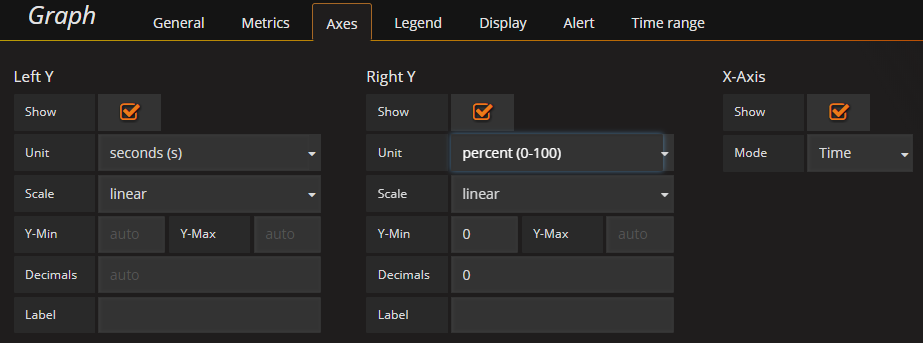 Graph General Metrics Axes Legend Display Alert Time range
Left Y Right Y X-Axis
Show Show Show
Unit seconds (s) Unit percent (0-100) Mode Time
Scale linear Scale linear
Y-Min auto Y-Max auto Y-Min 0 Y-Max auto
Decimals auto Decimals 0
Label Label